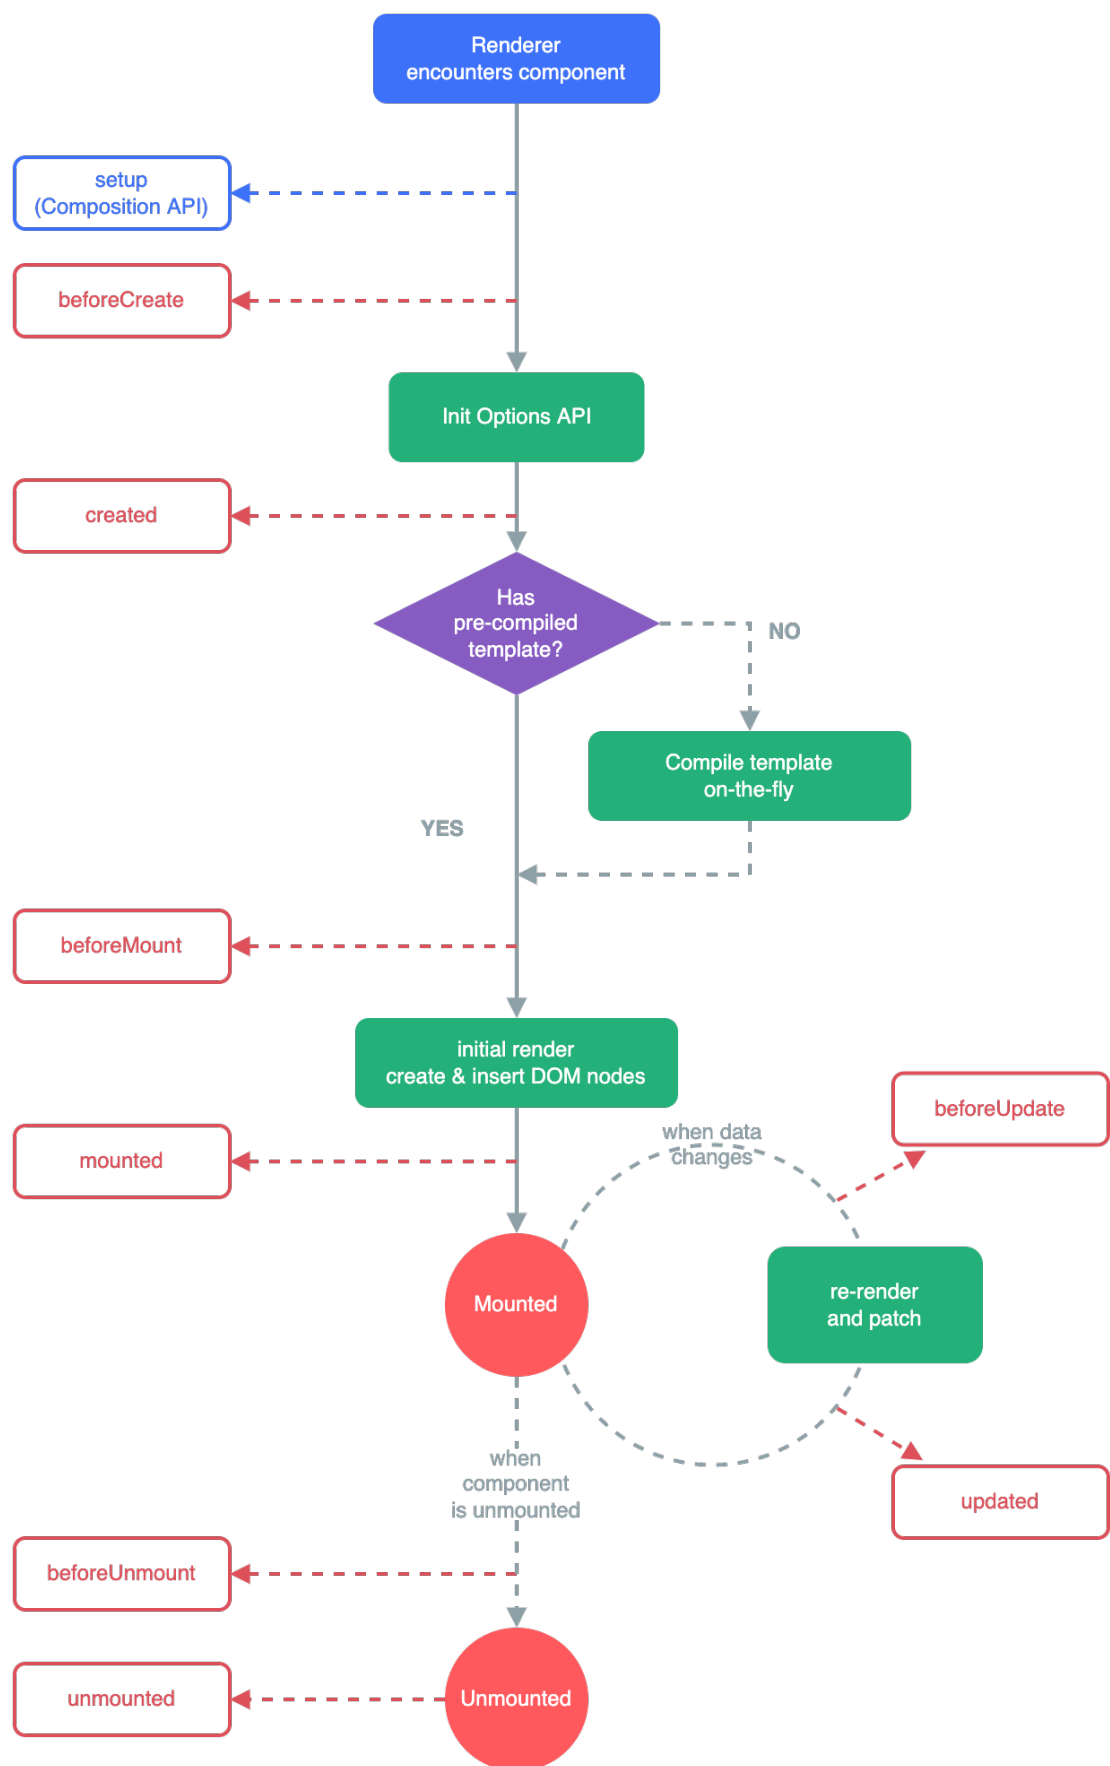 Renderer
encounters component
setup
(Composition API)
beforeCreate
Init Options API
created
Has
pre-compiled
template?
NO
Compile template
on-the-fly
YES
beforeMount
initial render
create & insert DOM nodes
beforeUpdate
when data
changes
mounted
Mounted
re-render
and patch
when
component
is unmounted
updated
beforeUnmount
unmounted
Unmounted